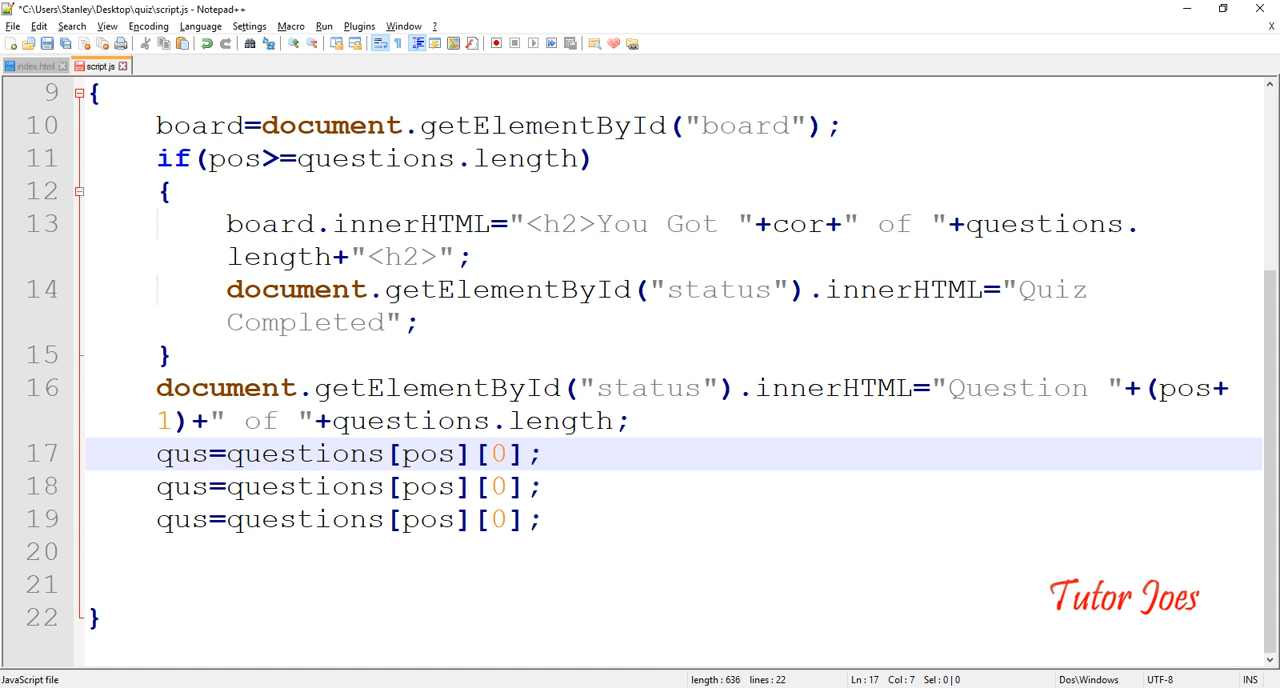 *C:\Users\Stanley\Desktop\quiz\script.js - Notepad++
File Edit Search View Encoding Language Settings Macro Run Plugins Window ?
X
index.html script.js
9 {
10 board=document.getElementById("board");
11 if(pos>=questions.length)
12 {
13 board.innerHTML="<h2>You Got "+cor+" of "+questions.
length+"<h2>";
14 document.getElementById("status").innerHTML="Quiz
Completed";
15 }
16 document.getElementById("status").innerHTML="Question "+(pos+
1)+" of "+questions.length;
17 qus=questions[pos][0];
18 qus=questions[pos][0];
19 qus=questions[pos][0];
20
21
22 }
Tutor Joes
JavaScript file length : 636 lines : 22 Ln : 17 Col : 7 Sel : 0 | 0 Dos\Windows UTF-8 INS